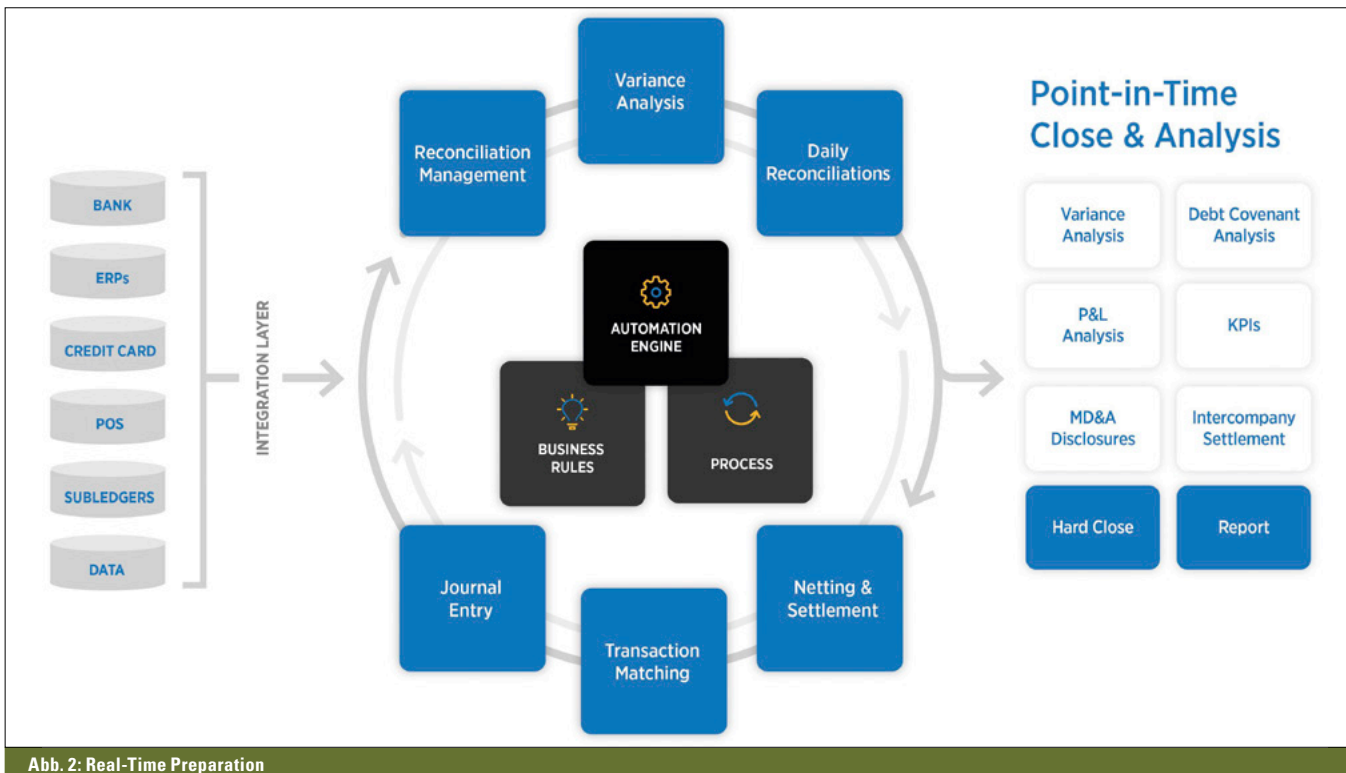 BANK
ERPs
CREDIT CARD
POS
SUBLEDGERS
DATA
INTEGRATION LAYER
Variance
Analysis
Reconciliation
Management
Daily
Reconciliations
AUTOMATION
ENGINE
BUSINESS
RULES
PROCESS
Journal
Entry
Transaction
Matching
Netting &
Settlement
Point-in-Time
Close & Analysis
Variance
Analysis
Debt Covenant
Analysis
P&L
Analysis
KPIs
MD&A
Disclosures
Intercompany
Settlement
Hard Close
Report
Abb. 2: Real-Time Preparation